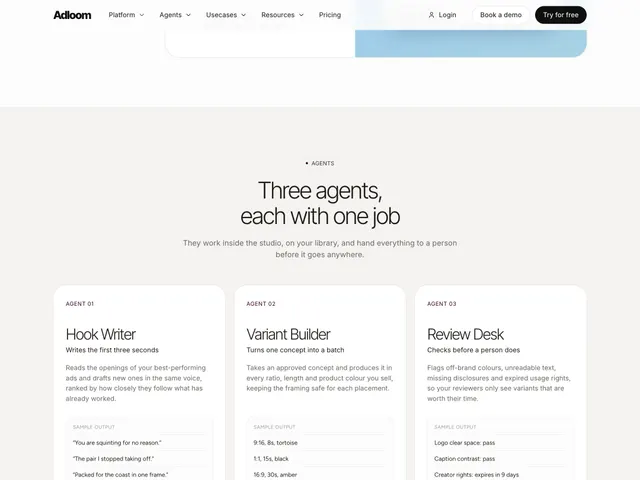 Adloom
Platform
Agents
Usecases
Resources
Pricing
Login
Book a demo
Try for free
• AGENTS
Three agents,
each with one job
They work inside the studio, on your library, and hand everything to a person
before it goes anywhere.
AGENT 01
Hook Writer
Writes the first three seconds
Reads the openings of your best-performing
ads and drafts new ones in the same voice,
ranked by how closely they follow what has
already worked.
SAMPLE OUTPUT
"You are squinting for no reason."
"The pair I stopped taking off."
"Packed for the coast in one frame."
AGENT 02
Variant Builder
Turns one concept into a batch
Takes an approved concept and produces it in
every ratio, length and product colour you sell,
keeping the framing safe for each placement.
SAMPLE OUTPUT
9:16, 8s, tortoise
1:1, 15s, black
16:9, 30s, amber
AGENT 03
Review Desk
Checks before a person does
Flags off-brand colours, unreadable text,
missing disclosures and expired usage rights,
so your reviewers only see variants that are
worth their time.
SAMPLE OUTPUT
Logo clear space: pass
Caption contrast: pass
Creator rights: expires in 9 days